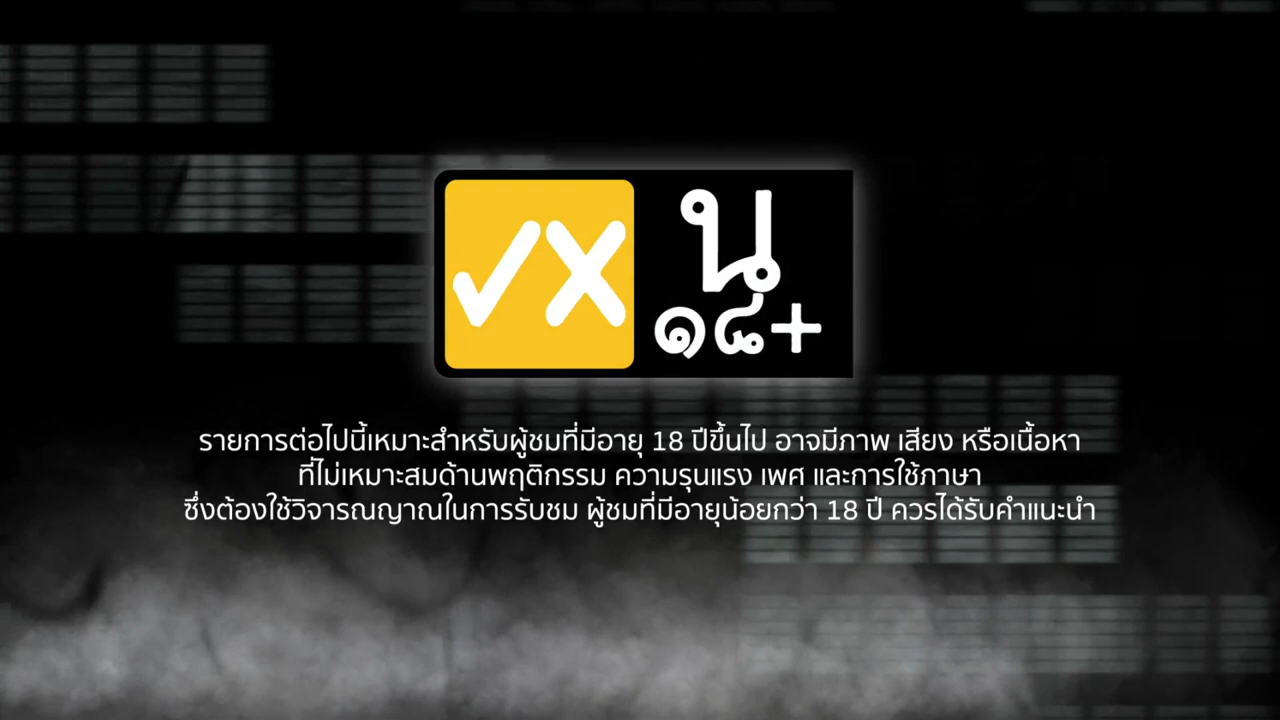 น
๑๘+
รายการต่อไปนี้เหมาะสำหรับผู้ชมที่มีอายุ 18 ปีขึ้นไป อาจมีภาพ เสียง หรือเนื้อหา
ที่ไม่เหมาะสมด้านพฤติกรรม ความรุนแรง เพศ และการใช้ภาษา
ซึ่งต้องใช้วิจารณญาณในการรับชม ผู้ชมที่มีอายุน้อยกว่า 18 ปี ควรได้รับคำแนะนำ